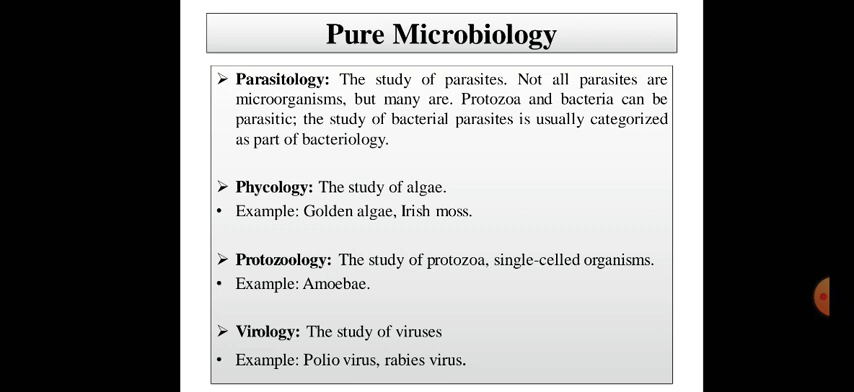 Pure Microbiology
➢ Parasitology: The study of parasites. Not all parasites are
microorganisms, but many are. Protozoa and bacteria can be
parasitic; the study of bacterial parasites is usually categorized
as part of bacteriology.
➢ Phycology: The study of algae.
• Example: Golden algae, Irish moss.
➢ Protozoology: The study of protozoa, single-celled organisms.
• Example: Amoebae.
➢ Virology: The study of viruses
• Example: Polio virus, rabies virus.